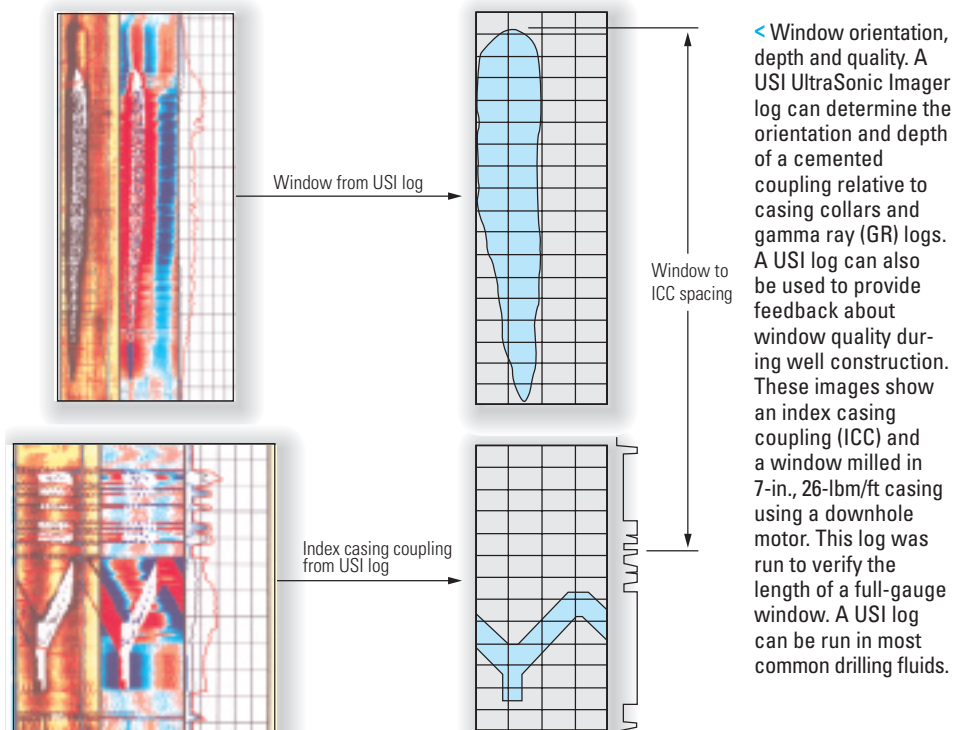 Window from USI log
Window to
ICC spacing
Index casing coupling
from USI log
< Window orientation,
depth and quality. A
USI UltraSonic Imager
log can determine the
orientation and depth
of a cemented
coupling relative to
casing collars and
gamma ray (GR) logs.
A USI log can also
be used to provide
feedback about
window quality dur-
ing well construction.
These images show
an index casing
coupling (ICC) and
a window milled in
7-in., 26-lbm/ft casing
using a downhole
motor. This log was
run to verify the
length of a full-gauge
window. A USI log
can be run in most
common drilling fluids.